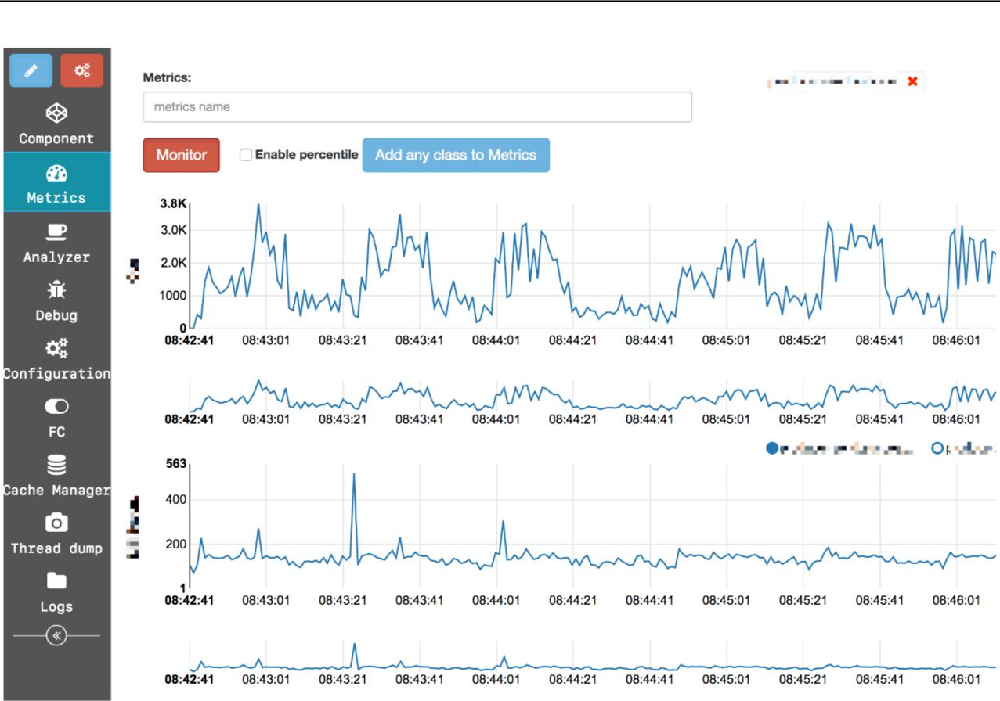 Component
Metrics
Analyzer
Debug
Configuration
FC
Cache Manager
Thread dump
Logs
Metrics:
metrics name
Monitor
Enable percentile
Add any class to Metrics
3.8K
3.0K
2.0K
1000
0
08:42:41 08:43:01 08:43:21 08:43:41 08:44:01 08:44:21 08:44:41 08:45:01 08:45:21 08:45:41 08:46:01
08:42:41 08:43:01 08:43:21 08:43:41 08:44:01 08:44:21 08:44:41 08:45:01 08:45:21 08:45:41 08:46:01
563
400
200
1
08:42:41 08:43:01 08:43:21 08:43:41 08:44:01 08:44:21 08:44:41 08:45:01 08:45:21 08:45:41 08:46:01
08:42:41 08:43:01 08:43:21 08:43:41 08:44:01 08:44:21 08:44:41 08:45:01 08:45:21 08:45:41 08:46:01